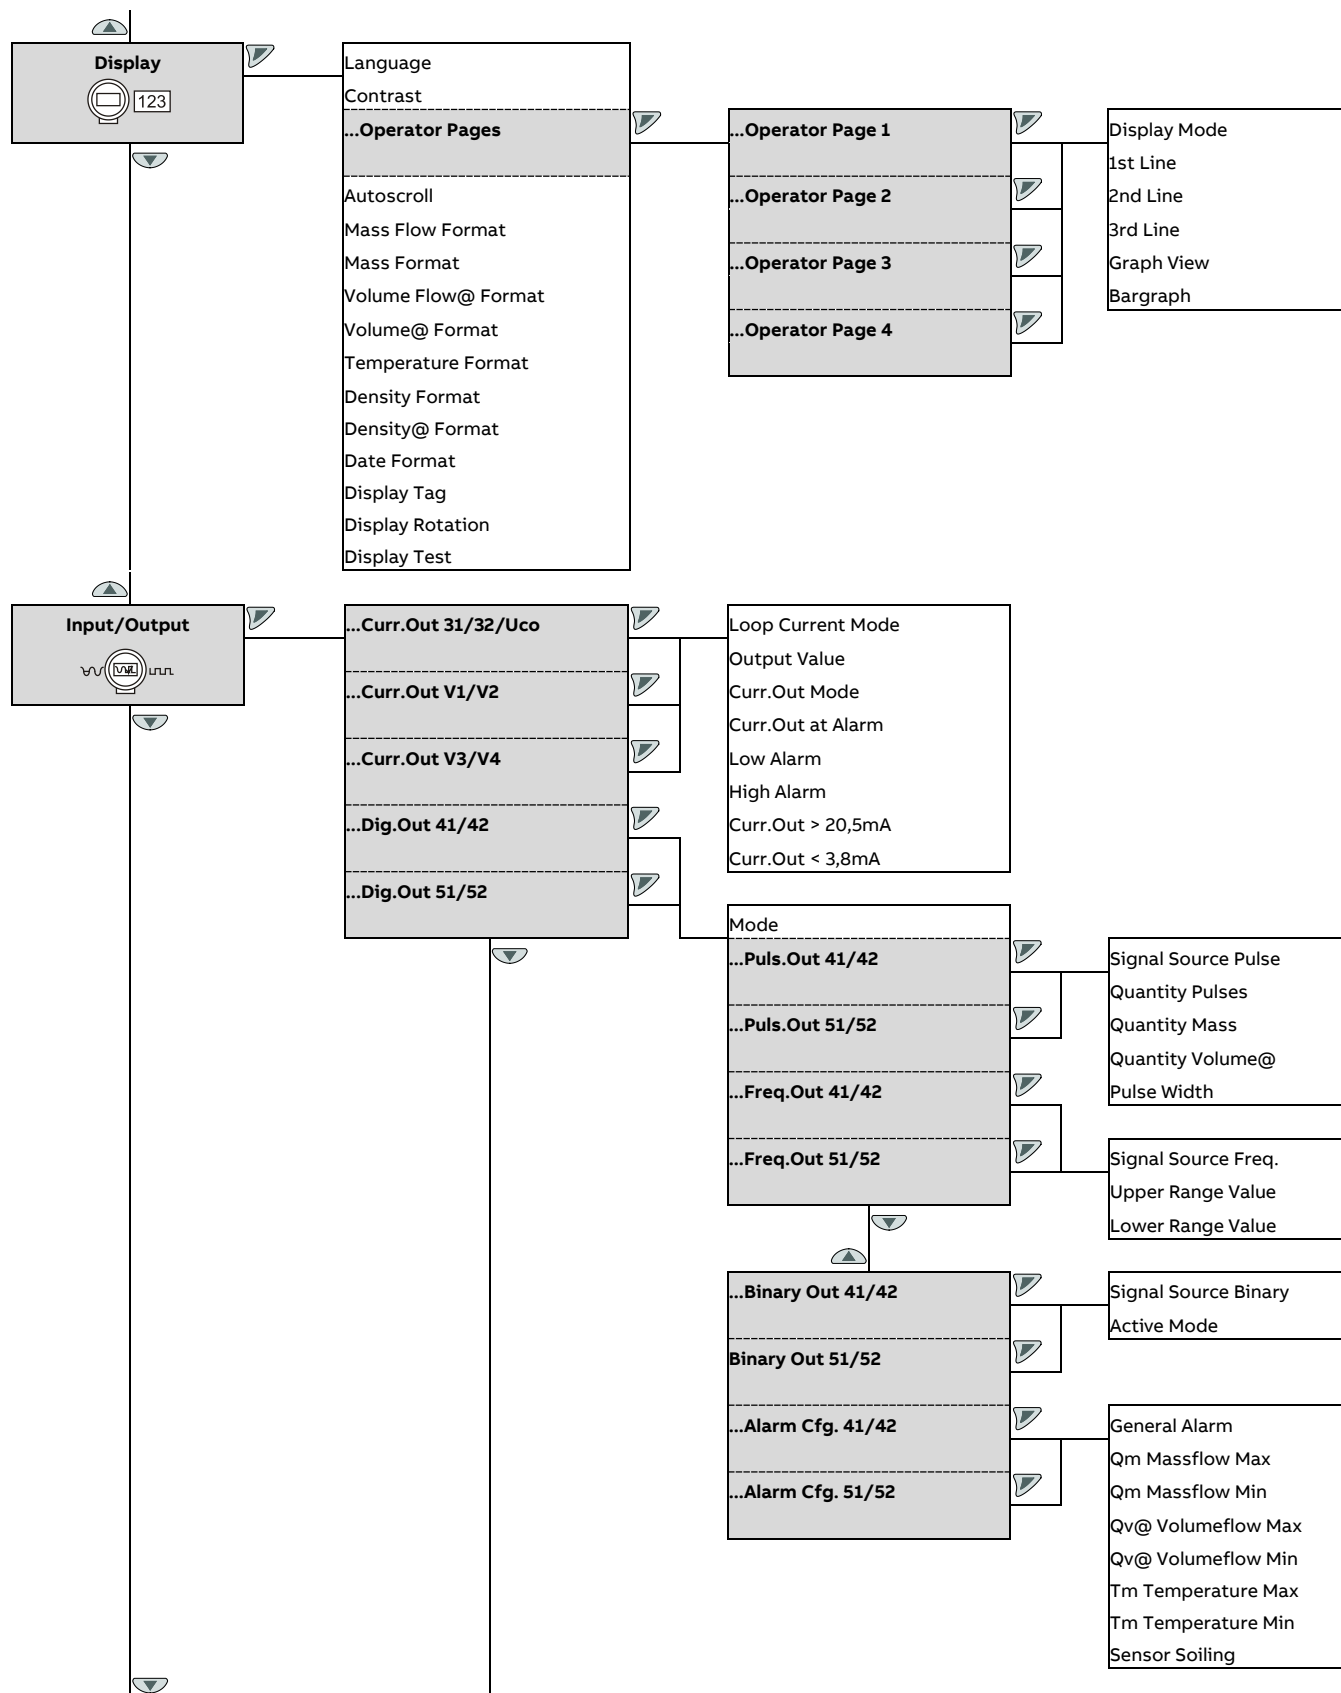 Display
123
Language
Contrast
...Operator Pages
Autoscroll
Mass Flow Format
Mass Format
Volume Flow@ Format
Volume@ Format
Temperature Format
Density Format
Density@ Format
Date Format
Display Tag
Display Rotation
Display Test
...Operator Page 1
...Operator Page 2
...Operator Page 3
...Operator Page 4
Display Mode
1st Line
2nd Line
3rd Line
Graph View
Bargraph
Input/Output
...Curr.Out 31/32/Uco
...Curr.Out V1/V2
...Curr.Out V3/V4
...Dig.Out 41/42
...Dig.Out 51/52
Loop Current Mode
Output Value
Curr.Out Mode
Curr.Out at Alarm
Low Alarm
High Alarm
Curr.Out > 20,5mA
Curr.Out < 3,8mA
Mode
...Puls.Out 41/42
...Puls.Out 51/52
...Freq.Out 41/42
...Freq.Out 51/52
Signal Source Pulse
Quantity Pulses
Quantity Mass
Quantity Volume@
Pulse Width
Signal Source Freq.
Upper Range Value
Lower Range Value
...Binary Out 41/42
Binary Out 51/52
...Alarm Cfg. 41/42
...Alarm Cfg. 51/52
Signal Source Binary
Active Mode
General Alarm
Qm Massflow Max
Qm Massflow Min
Qv@ Volumeflow Max
Qv@ Volumeflow Min
Tm Temperature Max
Tm Temperature Min
Sensor Soiling